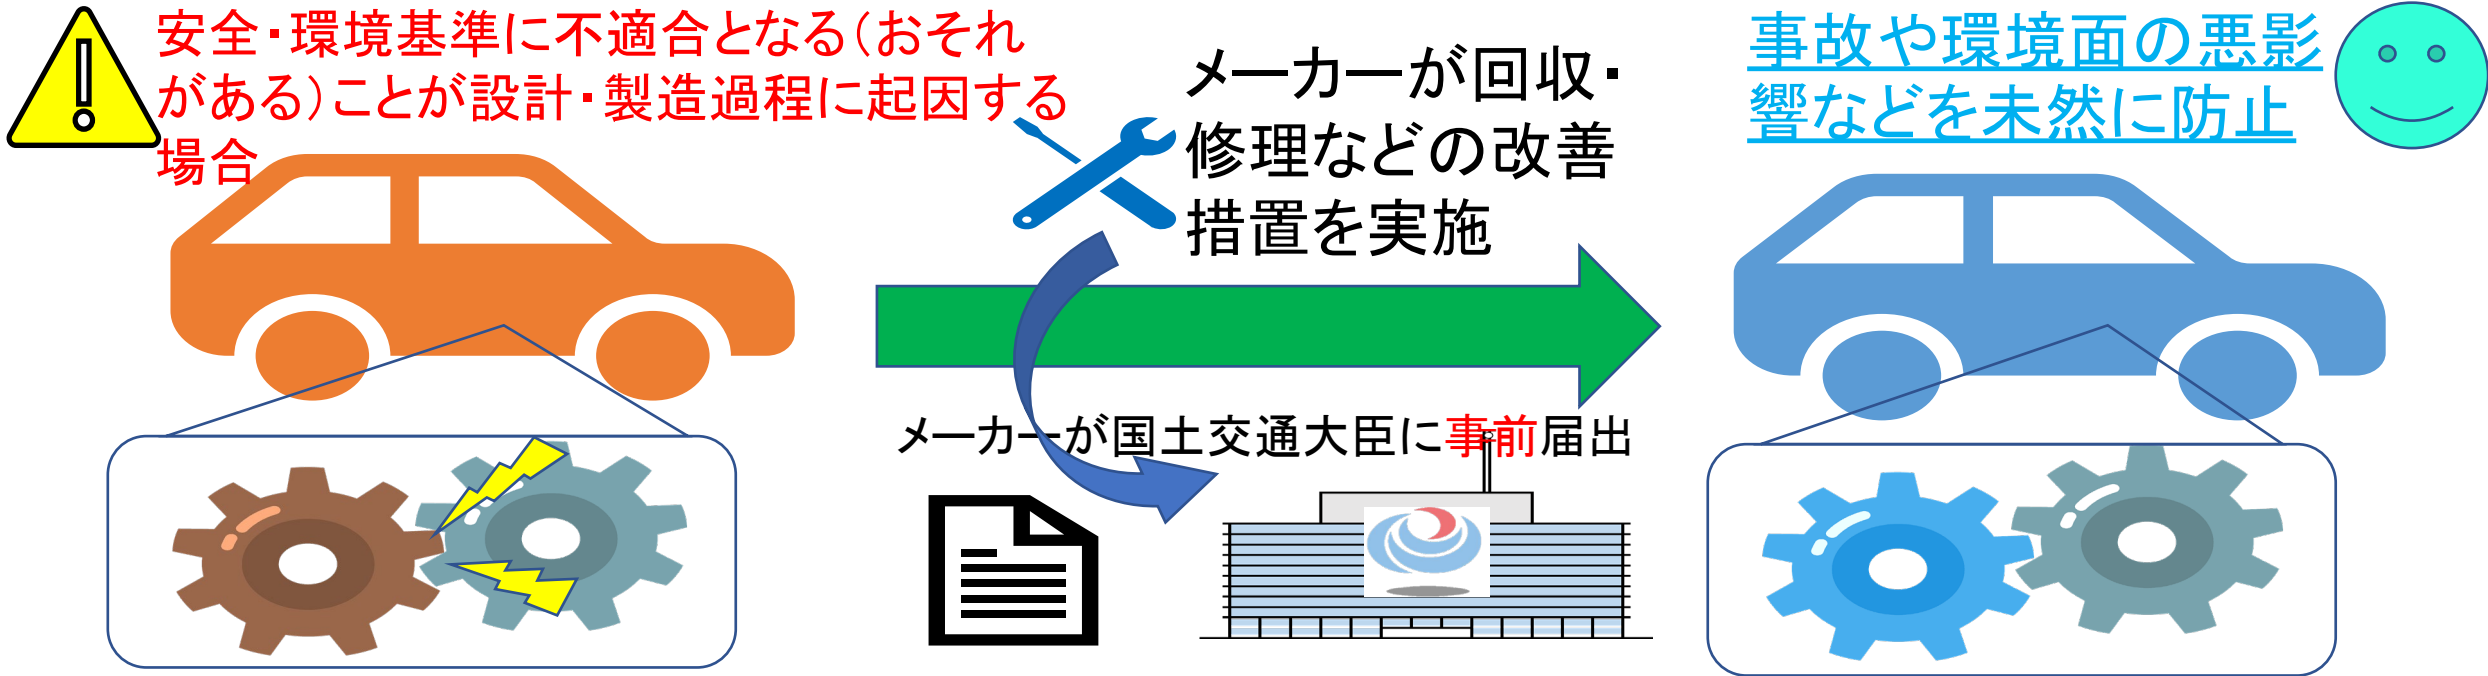 安全・環境基準に不適合となる（おそれ
がある）ことが設計・製造過程に起因する
場合
メーカーが回収・
修理などの改善
措置を実施
メーカーが国土交通大臣に事前届出
事故や環境面の悪影
響などを未然に防止